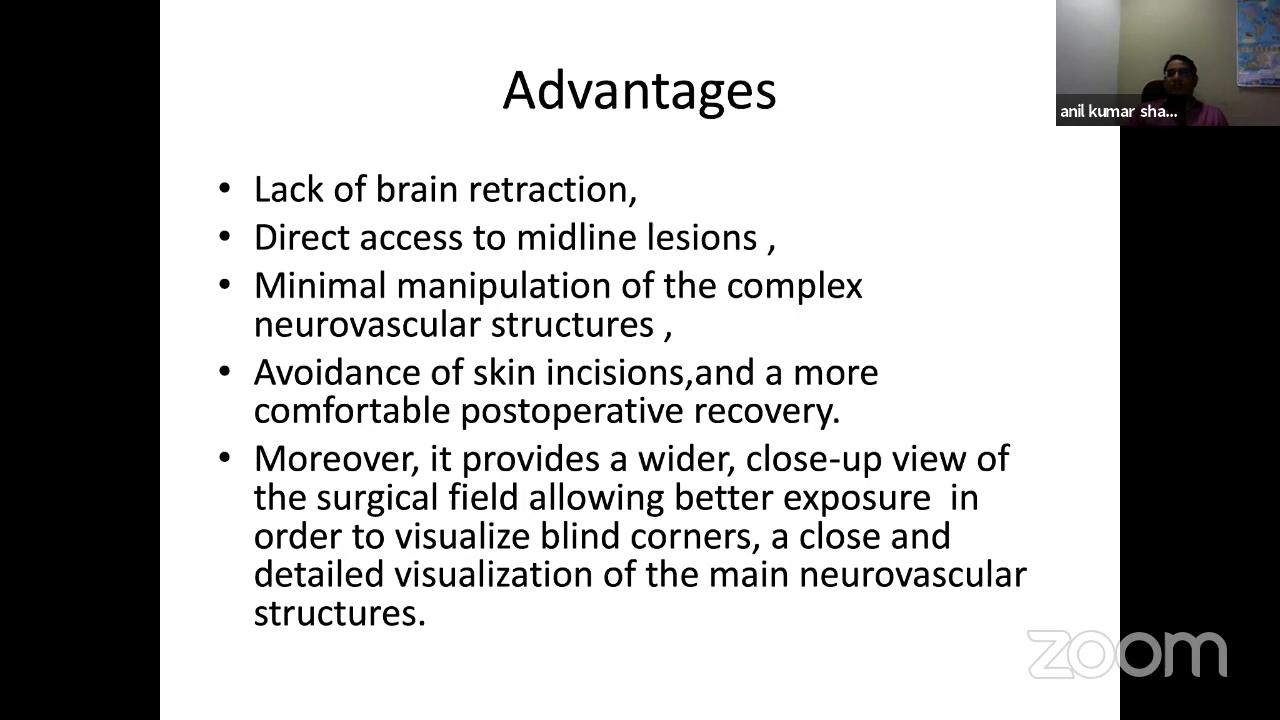 Advantages
anil kumar sha...
• Lack of brain retraction,
• Direct access to midline lesions ,
• Minimal manipulation of the complex
neurovascular structures ,
• Avoidance of skin incisions,and a more
comfortable postoperative recovery.
• Moreover, it provides a wider, close-up view of
the surgical field allowing better exposure  in
order to visualize blind corners, a close and
detailed visualization of the main neurovascular
structures.
zoom